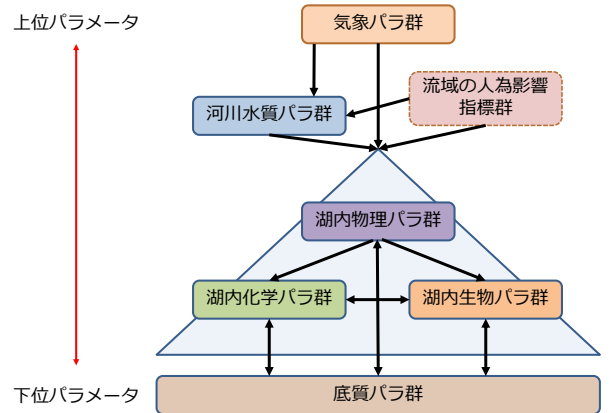 上位パラメータ
気象パラ群
流域の人為影響
指標群
河川水質パラ群
湖内物理パラ群
湖内化学パラ群
湖内生物パラ群
下位パラメータ
底質パラ群